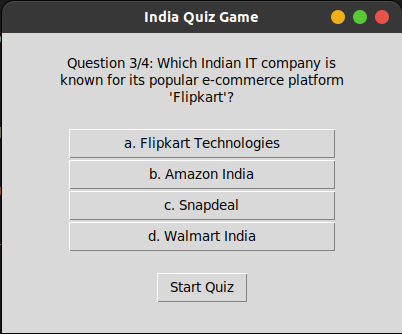 India Quiz Game
Question 3/4: Which Indian IT company is
known for its popular e-commerce platform
'Flipkart'?
a. Flipkart Technologies
b. Amazon India
c. Snapdeal
d. Walmart India
Start Quiz